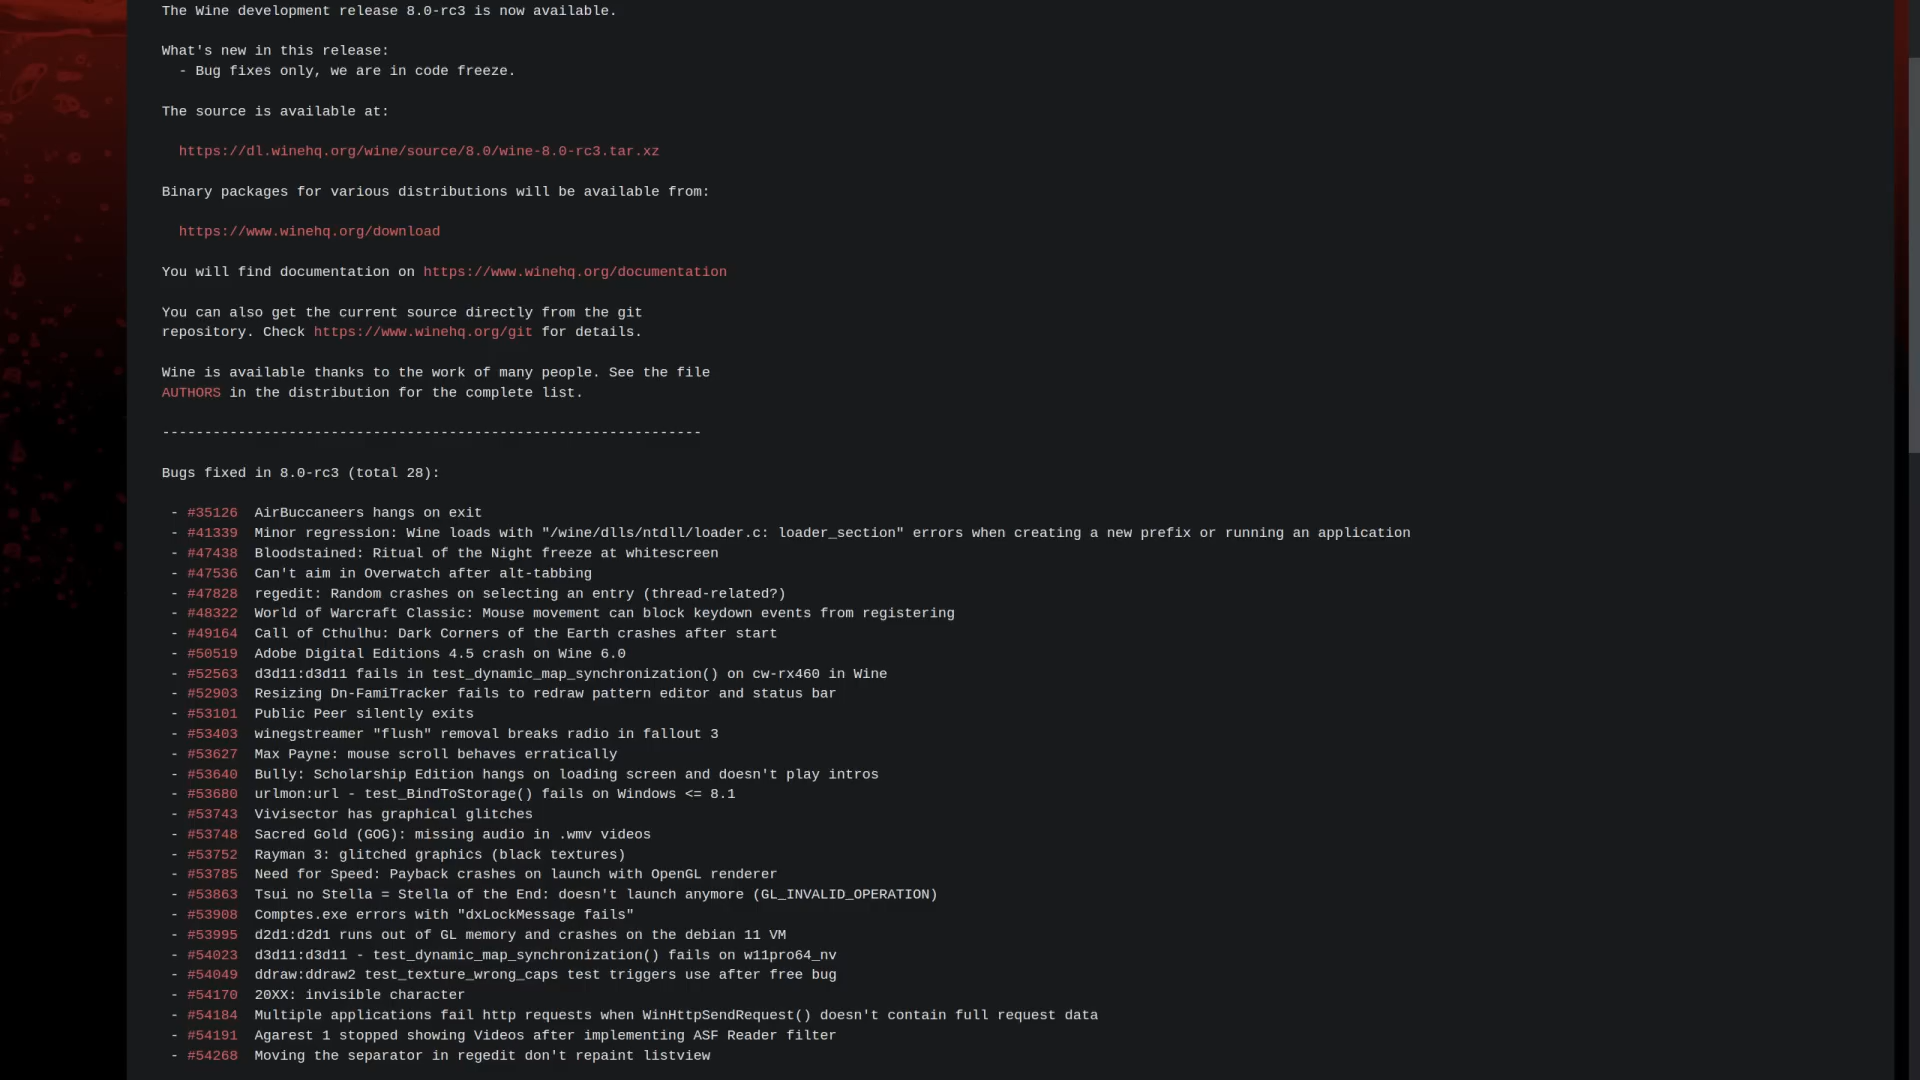 The Wine development release 8.0-rc3 is now available.
What's new in this release:
- Bug fixes only, we are in code freeze.
The source is available at:
https://dl.winehq.org/wine/source/8.0/wine-8.0-rc3.tar.xz
Binary packages for various distributions will be available from:
https://www.winehq.org/download
You will find documentation on https://www.winehq.org/documentation
You can also get the current source directly from the git
repository. Check https://www.winehq.org/git for details.
Wine is available thanks to the work of many people. See the file
AUTHORS in the distribution for the complete list.
----------------------------------------------------------------
Bugs fixed in 8.0-rc3 (total 28):
- #35126  AirBuccaneers hangs on exit
- #41339  Minor regression: Wine loads with "/wine/dlls/ntdll/loader.c: loader_section" errors when creating a new prefix or running an application
- #47438  Bloodstained: Ritual of the Night freeze at whitescreen
- #47536  Can't aim in Overwatch after alt-tabbing
- #47828  regedit: Random crashes on selecting an entry (thread-related?)
- #48322  World of Warcraft Classic: Mouse movement can block keydown events from registering
- #49164  Call of Cthulhu: Dark Corners of the Earth crashes after start
- #50519  Adobe Digital Editions 4.5 crash on Wine 6.0
- #52563  d3d11:d3d11 fails in test_dynamic_map_synchronization() on cw-rx460 in Wine
- #52903  Resizing Dn-FamiTracker fails to redraw pattern editor and status bar
- #53101  Public Peer silently exits
- #53403  winegstreamer "flush" removal breaks radio in fallout 3
- #53627  Max Payne: mouse scroll behaves erratically
- #53640  Bully: Scholarship Edition hangs on loading screen and doesn't play intros
- #53680  urlmon:url - test_BindToStorage() fails on Windows <= 8.1
- #53743  Vivisector has graphical glitches
- #53748  Sacred Gold (GOG): missing audio in .wmv videos
- #53752  Rayman 3: glitched graphics (black textures)
- #53785  Need for Speed: Payback crashes on launch with OpenGL renderer
- #53863  Tsui no Stella = Stella of the End: doesn't launch anymore (GL_INVALID_OPERATION)
- #53908  Comptes.exe errors with "dxLockMessage fails"
- #53995  d2d1:d2d1 runs out of GL memory and crashes on the debian 11 VM
- #54023  d3d11:d3d11 - test_dynamic_map_synchronization() fails on w11pro64_nv
- #54049  ddraw:ddraw2 test_texture_wrong_caps test triggers use after free bug
- #54170  20XX: invisible character
- #54184  Multiple applications fail http requests when WinHttpSendRequest() doesn't contain full request data
- #54191  Agarest 1 stopped showing Videos after implementing ASF Reader filter
- #54268  Moving the separator in regedit don't repaint listview